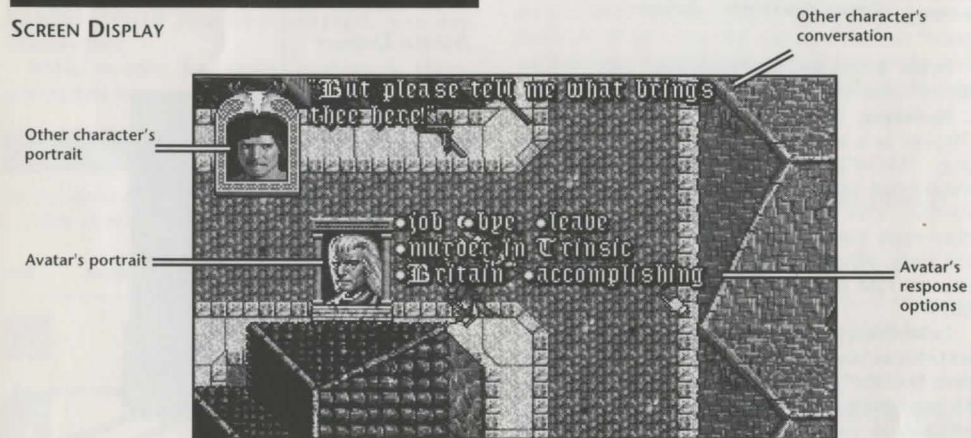 SCREEN DISPLAY
Other character's
conversation
"But please tell me what brings
thee here!"
Other character's
portrait
•job •bye •leave
•murder in Trinsic
•Britain •accomplishing
Avatar's portrait
Avatar's
response
options